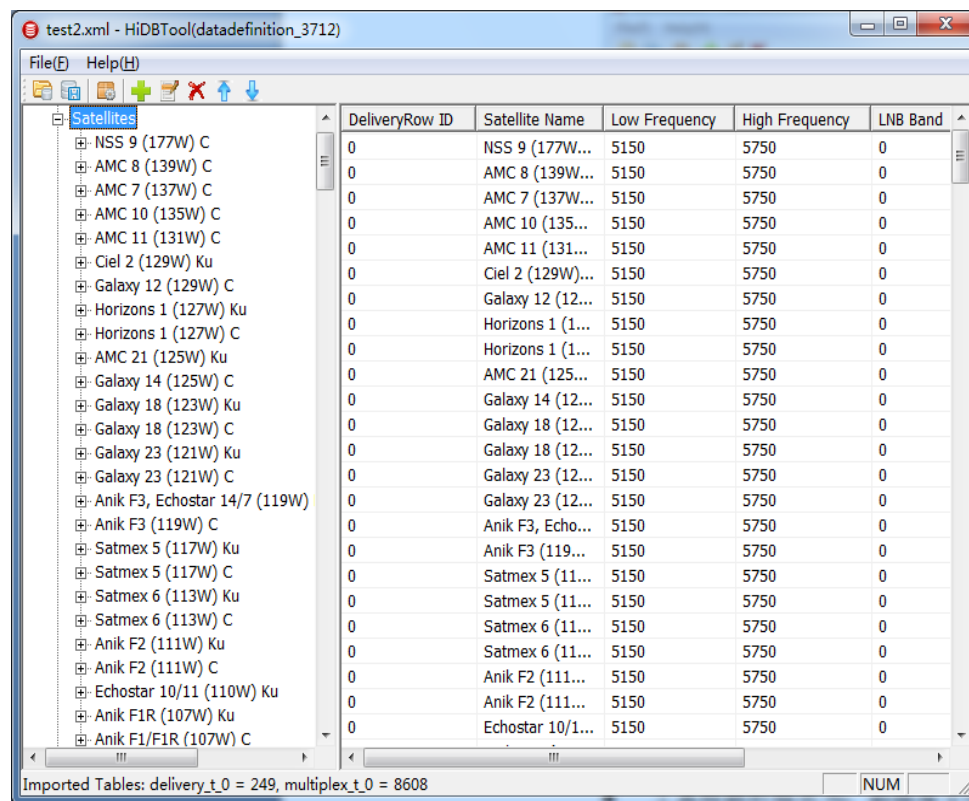 test2.xml - HiDBTool(datadefinition_3712)
File(F) Help(H)
Satellites
NSS 9 (177W) C
AMC 8 (139W) C
AMC 7 (137W) C
AMC 10 (135W) C
AMC 11 (131W) C
Ciel 2 (129W) Ku
Galaxy 12 (129W) C
Horizons 1 (127W) Ku
Horizons 1 (127W) C
AMC 21 (125W) Ku
Galaxy 14 (125W) C
Galaxy 18 (123W) Ku
Galaxy 18 (123W) C
Galaxy 23 (121W) Ku
Galaxy 23 (121W) C
Anik F3, Echostar 14/7 (119W)
Anik F3 (119W) C
Satmex 5 (117W) Ku
Satmex 5 (117W) C
Satmex 6 (113W) Ku
Satmex 6 (113W) C
Anik F2 (111W) Ku
Anik F2 (111W) C
Echostar 10/11 (110W) Ku
Anik F1R (107W) Ku
Anik F1/F1R (107W) C
DeliveryRow ID Satellite Name Low Frequency High Frequency LNB Band
0 NSS 9 (177W... 5150 5750 0
0 AMC 8 (139W... 5150 5750 0
0 AMC 7 (137W... 5150 5750 0
0 AMC 10 (135... 5150 5750 0
0 AMC 11 (131... 5150 5750 0
0 Ciel 2 (129W)... 5150 5750 0
0 Galaxy 12 (12... 5150 5750 0
0 Horizons 1 (1... 5150 5750 0
0 Horizons 1 (1... 5150 5750 0
0 AMC 21 (125... 5150 5750 0
0 Galaxy 14 (12... 5150 5750 0
0 Galaxy 18 (12... 5150 5750 0
0 Galaxy 18 (12... 5150 5750 0
0 Galaxy 23 (12... 5150 5750 0
0 Galaxy 23 (12... 5150 5750 0
0 Anik F3, Echo... 5150 5750 0
0 Anik F3 (119... 5150 5750 0
0 Satmex 5 (11... 5150 5750 0
0 Satmex 5 (11... 5150 5750 0
0 Satmex 6 (11... 5150 5750 0
0 Satmex 6 (11... 5150 5750 0
0 Anik F2 (111... 5150 5750 0
0 Anik F2 (111... 5150 5750 0
0 Echostar 10/1... 5150 5750 0
Imported Tables: delivery_t_0 = 249, multiplex_t_0 = 8608
NUM